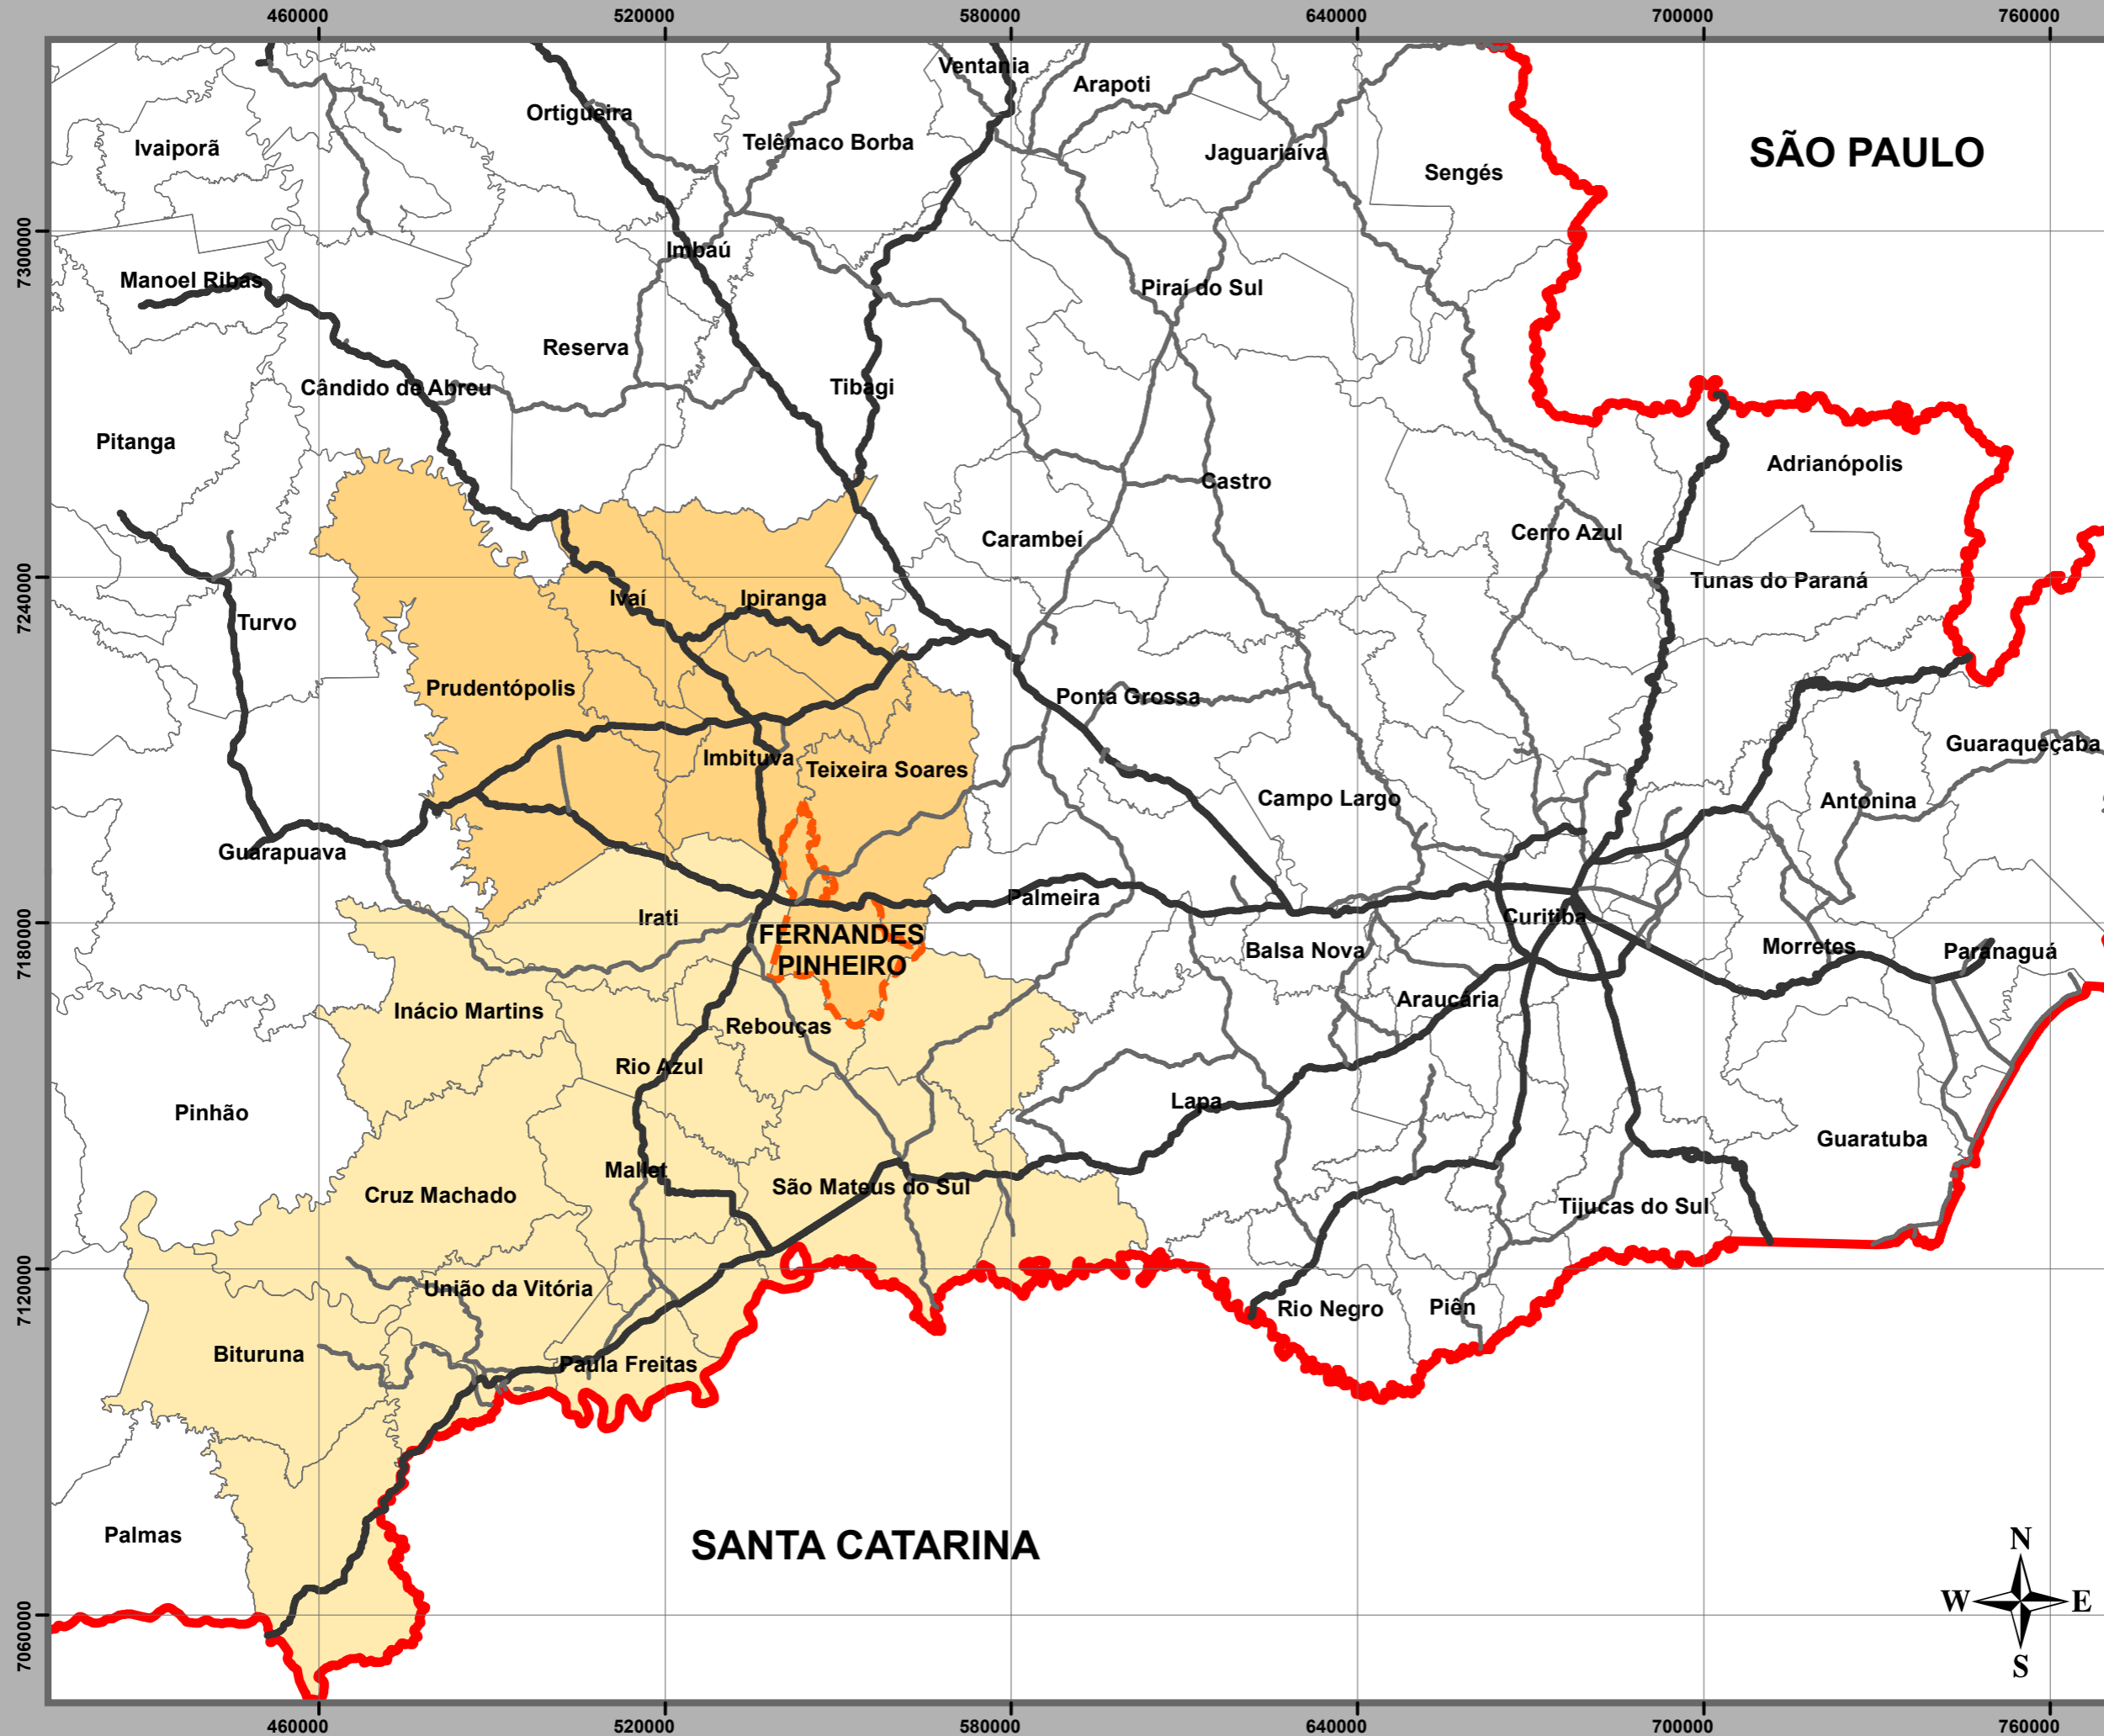 460000 520000 580000 640000 700000 760000
Ventania
Arapoti
Ortigueira
Telêmaco Borba
Ivaiporã
Jaguariaíva
SÃO PAULO
Sengés
7300000
Imbaú
Manoel Ribas
Piraí do Sul
Reserva
Cândido de Abreu
Tibagi
Pitanga
Adrianópolis
Castro
Cerro Azul
Carambeí
7240000
Tunas do Paraná
Ivaí
Ipiranga
Turvo
Prudentópolis
Ponta Grossa
Guaraqueçaba
Imbituva
Teixeira Soares
Campo Largo
Antonina
Guarapuava
Palmeira
Irati
Curitiba
7180000
FERNANDES
PINHEIRO
Balsa Nova
Morretes
Paranaguá
Araucária
Inácio Martins
Rebouças
Rio Azul
Lapa
Pinhão
Guaratuba
Mallet
São Mateus do Sul
Cruz Machado
Tijucas do Sul
7120000
União da Vitória
Rio Negro
Piên
Bituruna
Paula Freitas
Palmas
SANTA CATARINA
N
W E
S
7060000
460000 520000 580000 640000 700000 760000